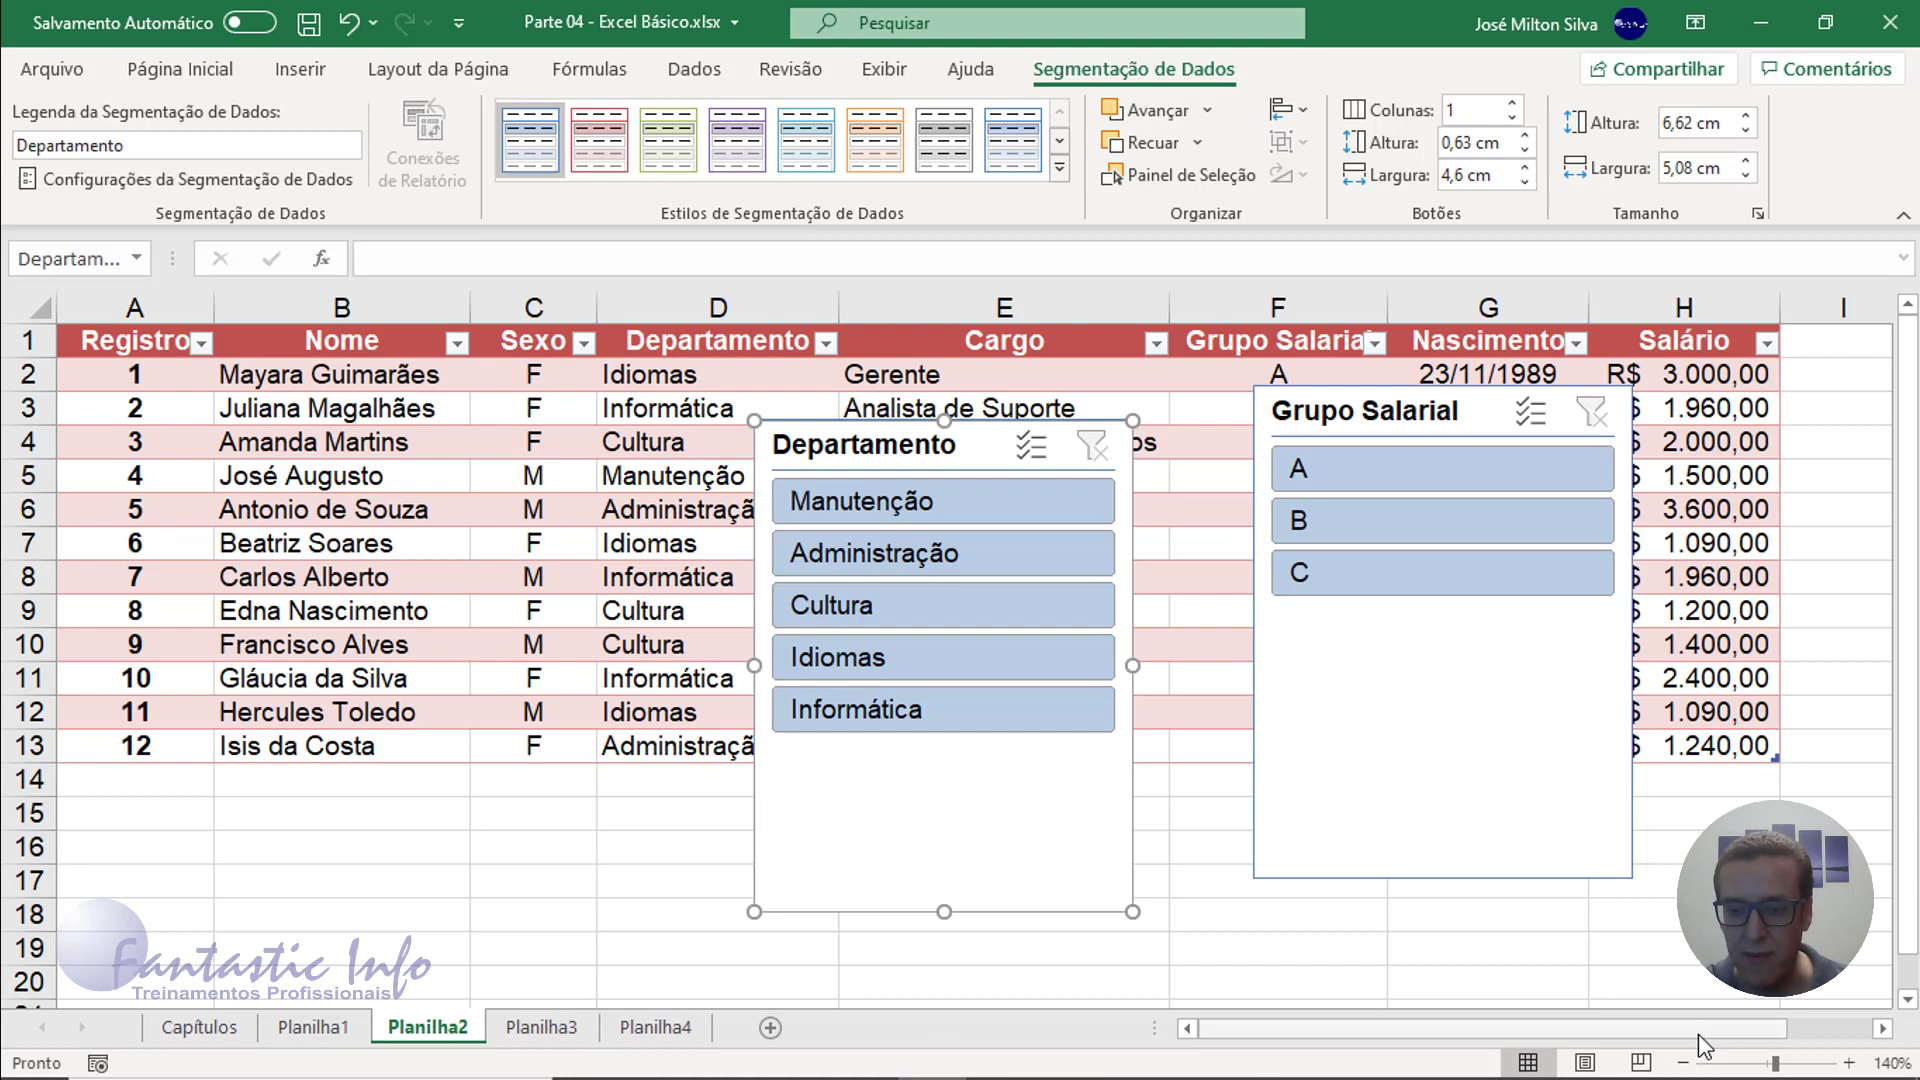 Salvamento Automático
Parte 04 - Excel Básico.xlsx
Pesquisar
José Milton Silva
Arquivo Página Inicial Inserir Layout da Página Fórmulas Dados Revisão Exibir Ajuda Segmentação de Dados Compartilhar Comentários
Legenda da Segmentação de Dados:
Departamento
Configurações da Segmentação de Dados
Conexões
de Relatório
Avançar
Recuar
Painel de Seleção
Colunas: 1
Altura: 0,63 cm
Largura: 4,6 cm
Altura: 6,62 cm
Largura: 5,08 cm
Segmentação de Dados Estilos de Segmentação de Dados Organizar Botões Tamanho
Departam... fx
A B C D E F G H I
1 Registro Nome Sexo Departamento Cargo Grupo Salarial Nascimento Salário
2 1 Mayara Guimarães F Idiomas Gerente A 23/11/1989 R$ 3.000,00
3 2 Juliana Magalhães F Informática Analista de Suporte $ 1.960,00
4 3 Amanda Martins F Cultura os $ 2.000,00
5 4 José Augusto M Manutenção $ 1.500,00
6 5 Antonio de Souza M Administraçã $ 3.600,00
7 6 Beatriz Soares F Idiomas $ 1.090,00
8 7 Carlos Alberto M Informática $ 1.960,00
9 8 Edna Nascimento F Cultura $ 1.200,00
10 9 Francisco Alves M Cultura $ 1.400,00
11 10 Gláucia da Silva F Informática $ 2.400,00
12 11 Hercules Toledo M Idiomas $ 1.090,00
13 12 Isis da Costa F Administraçã $ 1.240,00
14
15
16
17
18
19
20
Departamento
Manutenção
Administração
Cultura
Idiomas
Informática
Grupo Salarial
A
B
C
Fantastic Info
Treinamentos Profissionais
Capítulos Planilha1 Planilha2 Planilha3 Planilha4
Pronto
140%